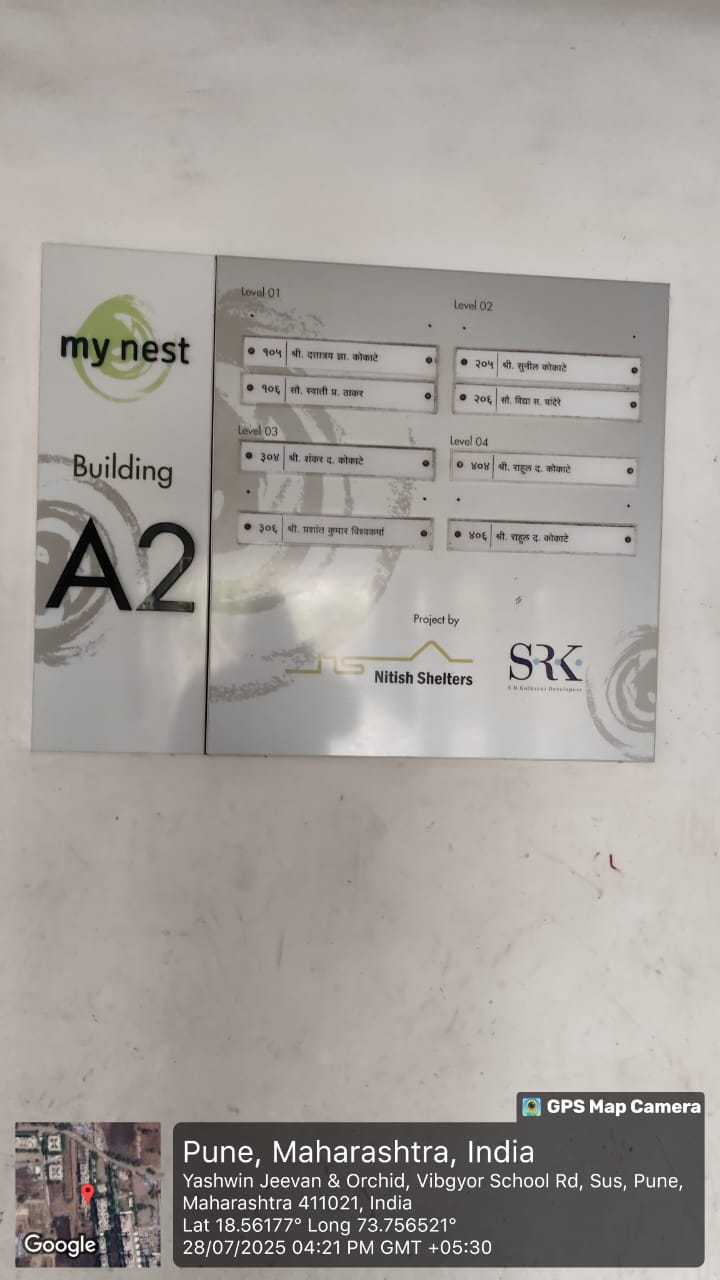 my nest
Building
A2
Level 01
१०५ श्री. दत्तात्रय ज्ञा. कोकाटे
१०६ सौ. स्वाती प्र. ठाकर
Level 02
२०५ श्री. सुनील कोकाटे
२०६ सौ. विद्या स. चांदेरे
Level 03
३०४ श्री. शंकर द. कोकाटे
३०६ श्री. प्रशांत कुमार विश्वकर्मा
Level 04
४०४ श्री. राहुल द. कोकाटे
४०६ श्री. राहुल द. कोकाटे
Project by
Nitish Shelters
SRK
S R Kulkarni Developers
GPS Map Camera
Pune, Maharashtra, India
Yashwin Jeevan & Orchid, Vibgyor School Rd, Sus, Pune,
Maharashtra 411021, India
Lat 18.56177° Long 73.756521°
28/07/2025 04:21 PM GMT +05:30
Google